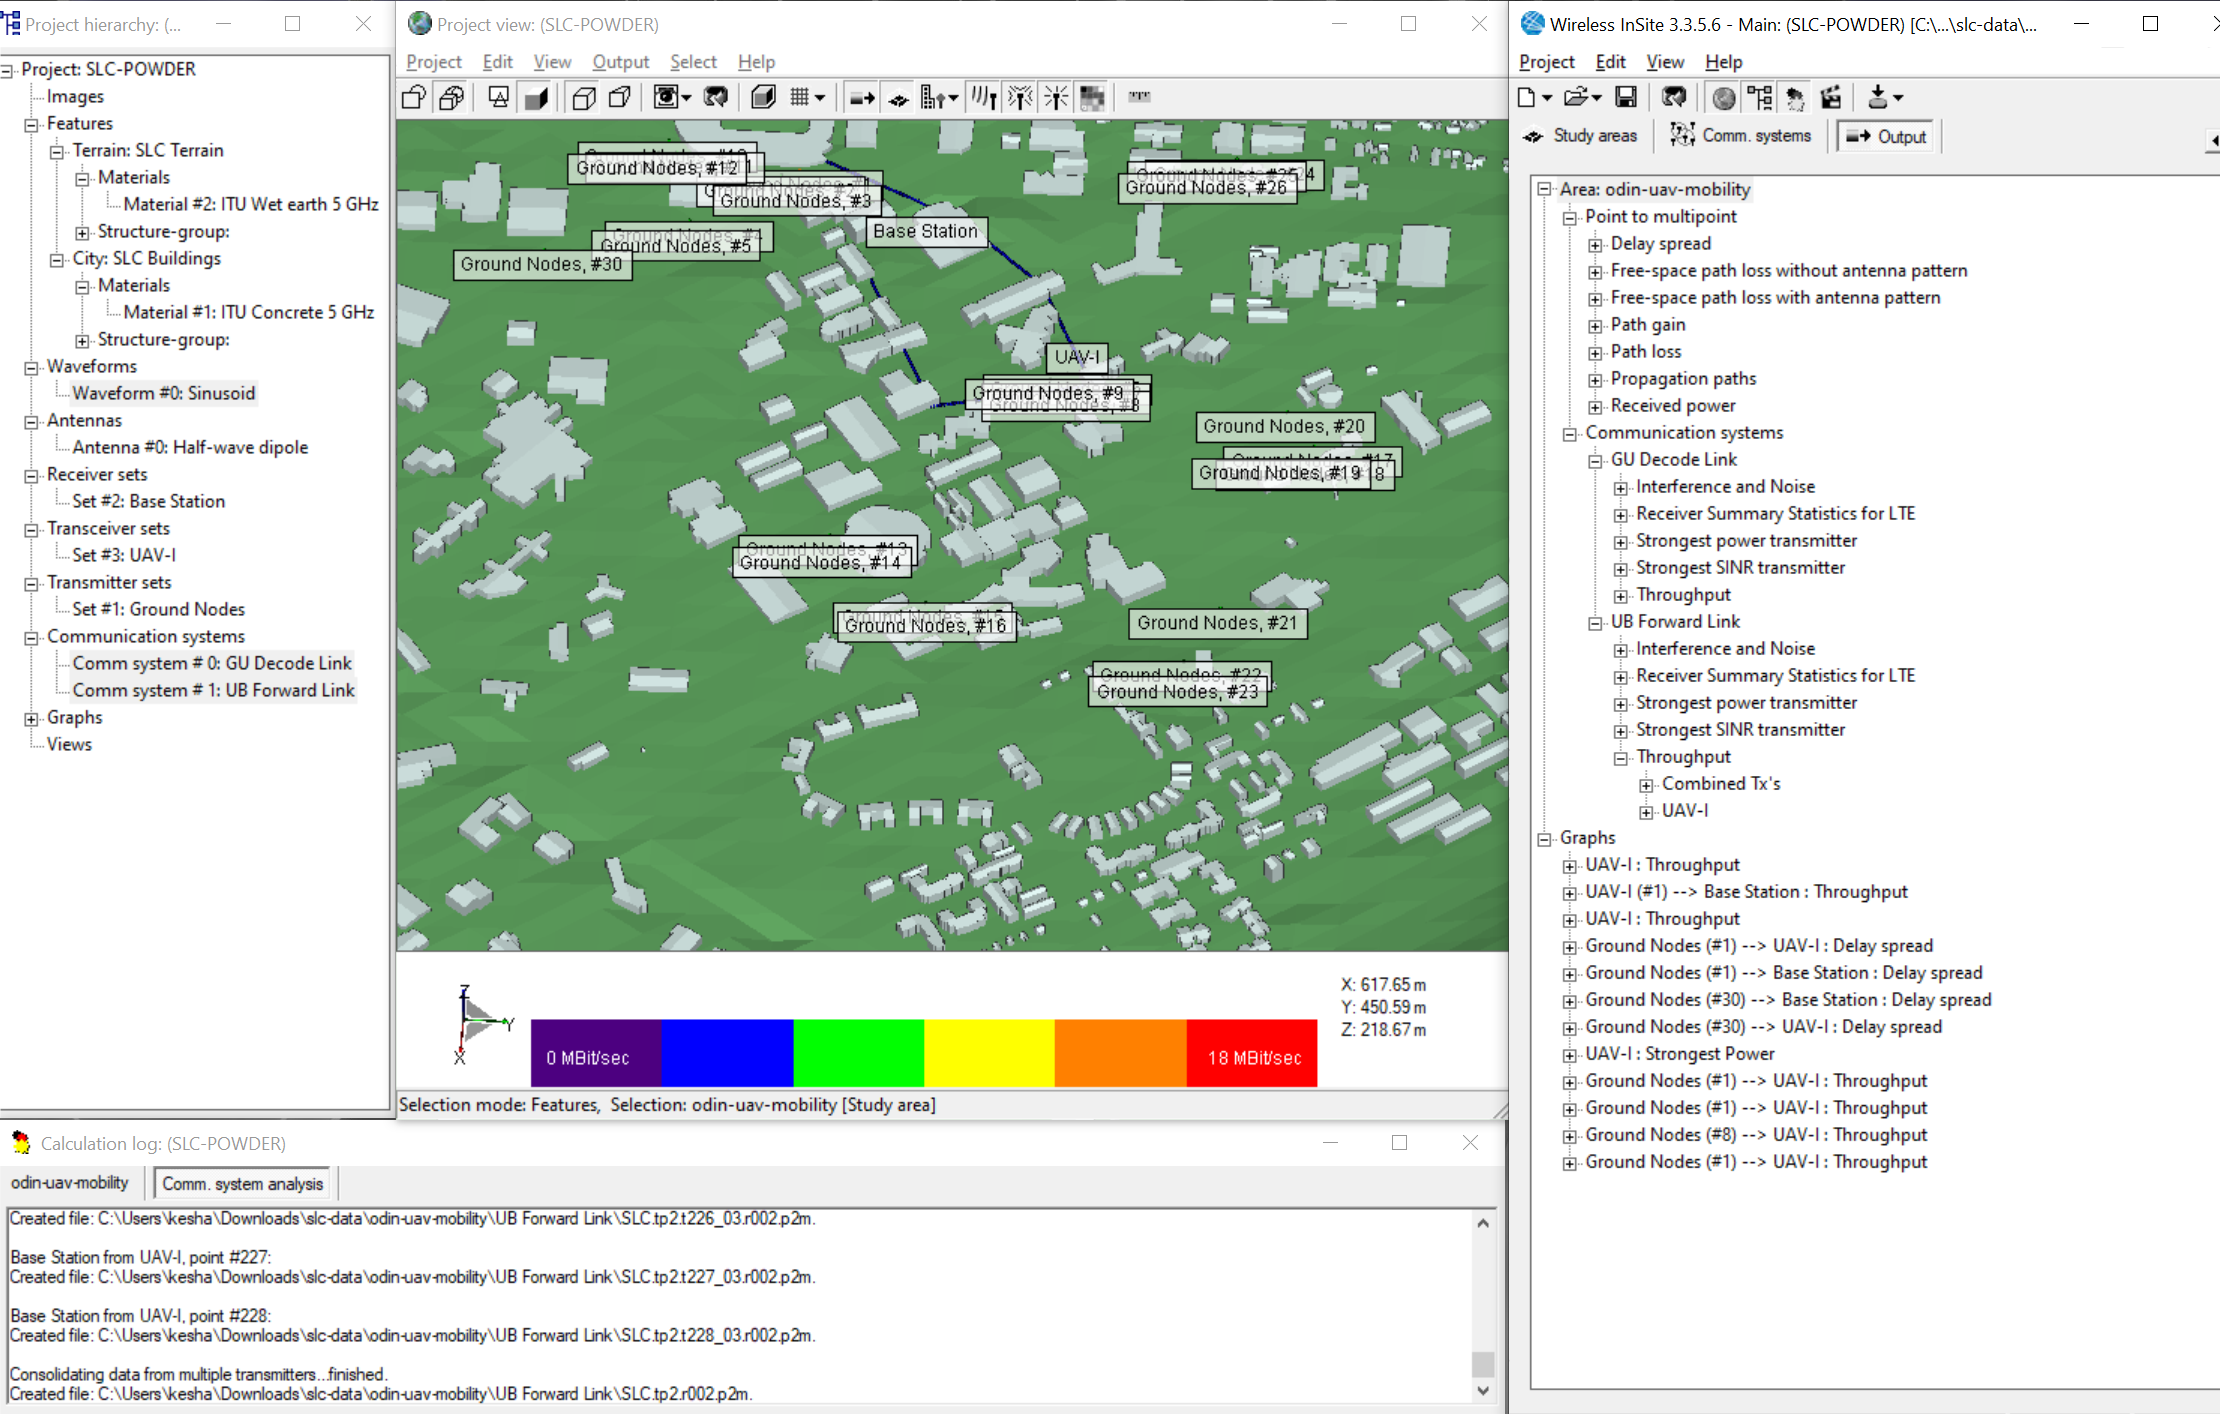 Project hierarchy: (...
Project: SLC-POWDER
Images
Features
Terrain: SLC Terrain
Materials
Material #2: ITU Wet earth 5 GHz
Structure-group:
City: SLC Buildings
Materials
Material #1: ITU Concrete 5 GHz
Structure-group:
Waveforms
Waveform #0: Sinusoid
Antennas
Antenna #0: Half-wave dipole
Receiver sets
Set #2: Base Station
Transceiver sets
Set #3: UAV-I
Transmitter sets
Set #1: Ground Nodes
Communication systems
Comm system # 0: GU Decode Link
Comm system # 1: UB Forward Link
Graphs
Views
Project view: (SLC-POWDER)
Project Edit View Output Select Help
Ground Nodes, #12
Ground Nodes, #3
Ground Nodes, #4
Ground Nodes, #5
Ground Nodes, #30
Base Station
Ground Nodes, #26
UAV-I
Ground Nodes, #9
Ground Nodes, #8
Ground Nodes, #20
Ground Nodes, #17
Ground Nodes, #19
18
Ground Nodes, #13
Ground Nodes, #14
Ground Nodes, #15
Ground Nodes, #16
Ground Nodes, #21
Ground Nodes, #22
Ground Nodes, #23
Z
Y
X
0 MBit/sec
18 MBit/sec
X: 617.65 m
Y: 450.59 m
Z: 218.67 m
Selection mode: Features, Selection: odin-uav-mobility [Study area]
Calculation log: (SLC-POWDER)
odin-uav-mobility Comm. system analysis
Created file: C:\Users\kesha\Downloads\slc-data\odin-uav-mobility\UB Forward Link\SLC.tp2.t226_03.r002.p2m.
Base Station from UAV-I, point #227:
Created file: C:\Users\kesha\Downloads\slc-data\odin-uav-mobility\UB Forward Link\SLC.tp2.t227_03.r002.p2m.
Base Station from UAV-I, point #228:
Created file: C:\Users\kesha\Downloads\slc-data\odin-uav-mobility\UB Forward Link\SLC.tp2.t228_03.r002.p2m.
Consolidating data from multiple transmitters...finished.
Created file: C:\Users\kesha\Downloads\slc-data\odin-uav-mobility\UB Forward Link\SLC.tp2.r002.p2m.
Wireless InSite 3.3.5.6 - Main: (SLC-POWDER) [C:\...\slc-data\...
Project Edit View Help
Study areas Comm. systems Output
Area: odin-uav-mobility
Point to multipoint
Delay spread
Free-space path loss without antenna pattern
Free-space path loss with antenna pattern
Path gain
Path loss
Propagation paths
Received power
Communication systems
GU Decode Link
Interference and Noise
Receiver Summary Statistics for LTE
Strongest power transmitter
Strongest SINR transmitter
Throughput
UB Forward Link
Interference and Noise
Receiver Summary Statistics for LTE
Strongest power transmitter
Strongest SINR transmitter
Throughput
Combined Tx's
UAV-I
Graphs
UAV-I : Throughput
UAV-I (#1) --> Base Station : Throughput
UAV-I : Throughput
Ground Nodes (#1) --> UAV-I : Delay spread
Ground Nodes (#1) --> Base Station : Delay spread
Ground Nodes (#30) --> Base Station : Delay spread
Ground Nodes (#30) --> UAV-I : Delay spread
UAV-I : Strongest Power
Ground Nodes (#1) --> UAV-I : Throughput
Ground Nodes (#1) --> UAV-I : Throughput
Ground Nodes (#8) --> UAV-I : Throughput
Ground Nodes (#1) --> UAV-I : Throughput